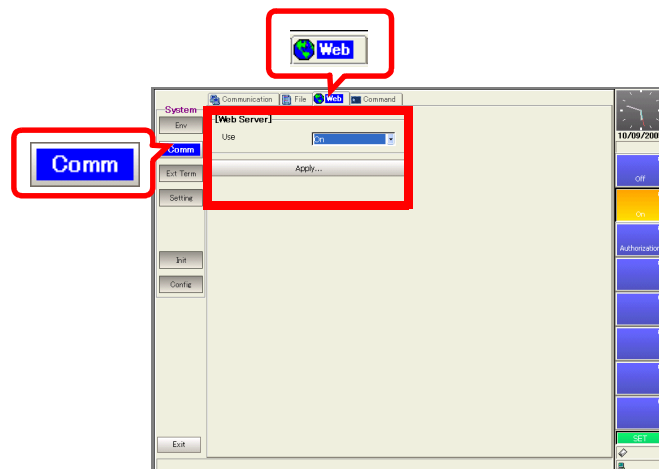 Web
Communication File Web Command
System
[Web Server]
Env
Use On
Comm
Comm
Apply...
Ext Term
Setting
Init
Config
Exit
10/09/200
Off
On
Authorization
SET